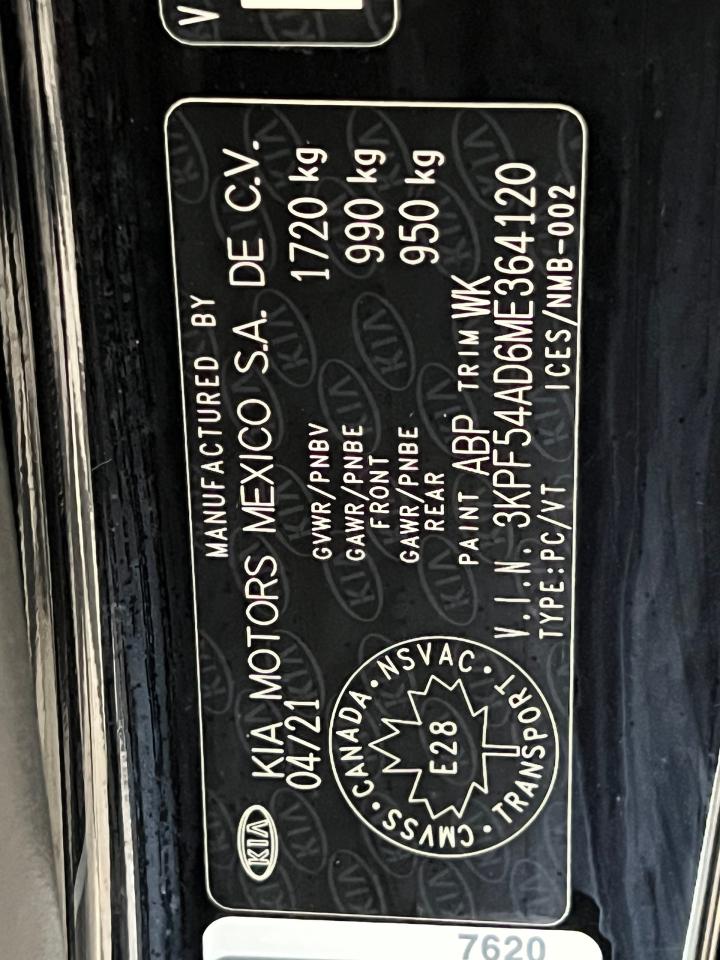 V
MANUFACTURED BY
KIA MOTORS MEXICO S.A. DE C.V.
04/21
GVWR/PNBV 1720 kg
GAWR/PNBE FRONT 990 kg
GAWR/PNBE REAR 950 kg
PAINT ABP TRIM WK
V.I.N. 3KPF54AD6ME364120
TYPE:PC/VT ICES/NMB-002
KIA
CANADA • NSVAC • TRANSPORT • CMVSS •
E28
7620